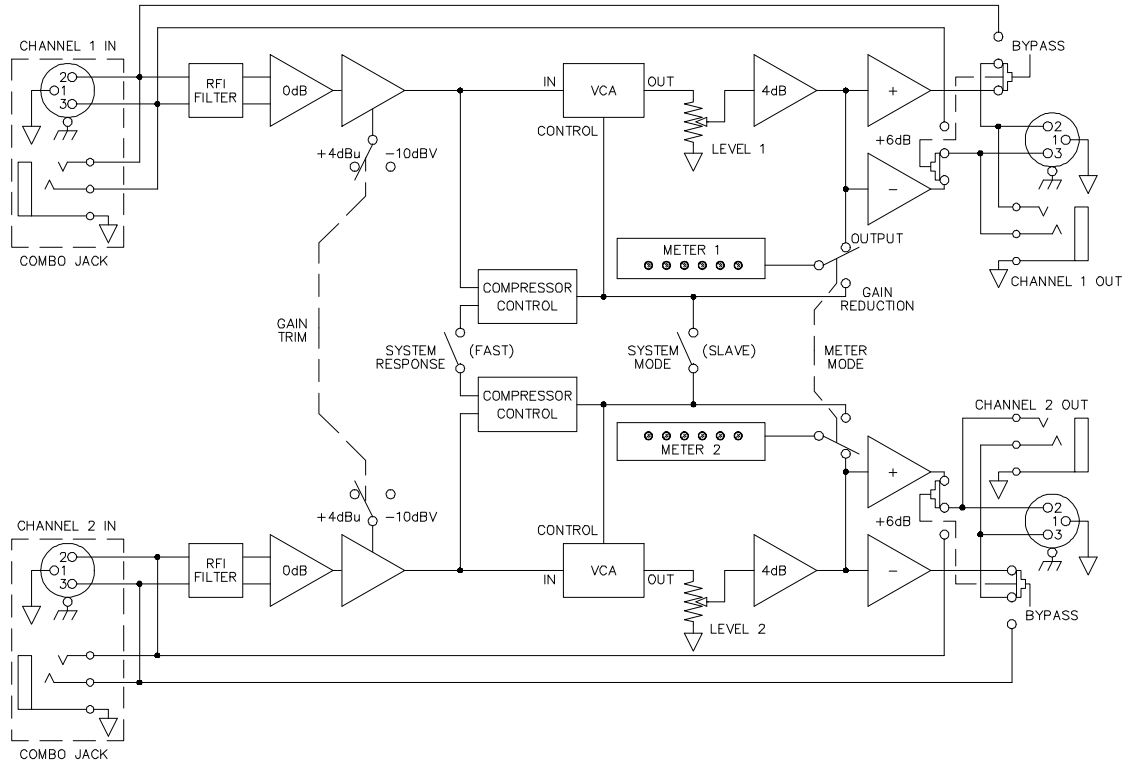 CHANNEL 1 IN
2
1
3
COMBO JACK
RFI
FILTER
0dB
+4dBu
-10dBV
GAIN
TRIM
IN
VCA
OUT
CONTROL
LEVEL 1
4dB
+
-
+6dB
BYPASS
2
1
3
CHANNEL 1 OUT
METER 1
OUTPUT
GAIN
REDUCTION
COMPRESSOR
CONTROL
SYSTEM
RESPONSE
(FAST)
SYSTEM
MODE
(SLAVE)
METER
MODE
COMPRESSOR
CONTROL
METER 2
CHANNEL 2 OUT
CHANNEL 2 IN
2
1
3
COMBO JACK
RFI
FILTER
0dB
+4dBu
-10dBV
CONTROL
IN
VCA
OUT
LEVEL 2
4dB
+
-
+6dB
2
1
3
BYPASS